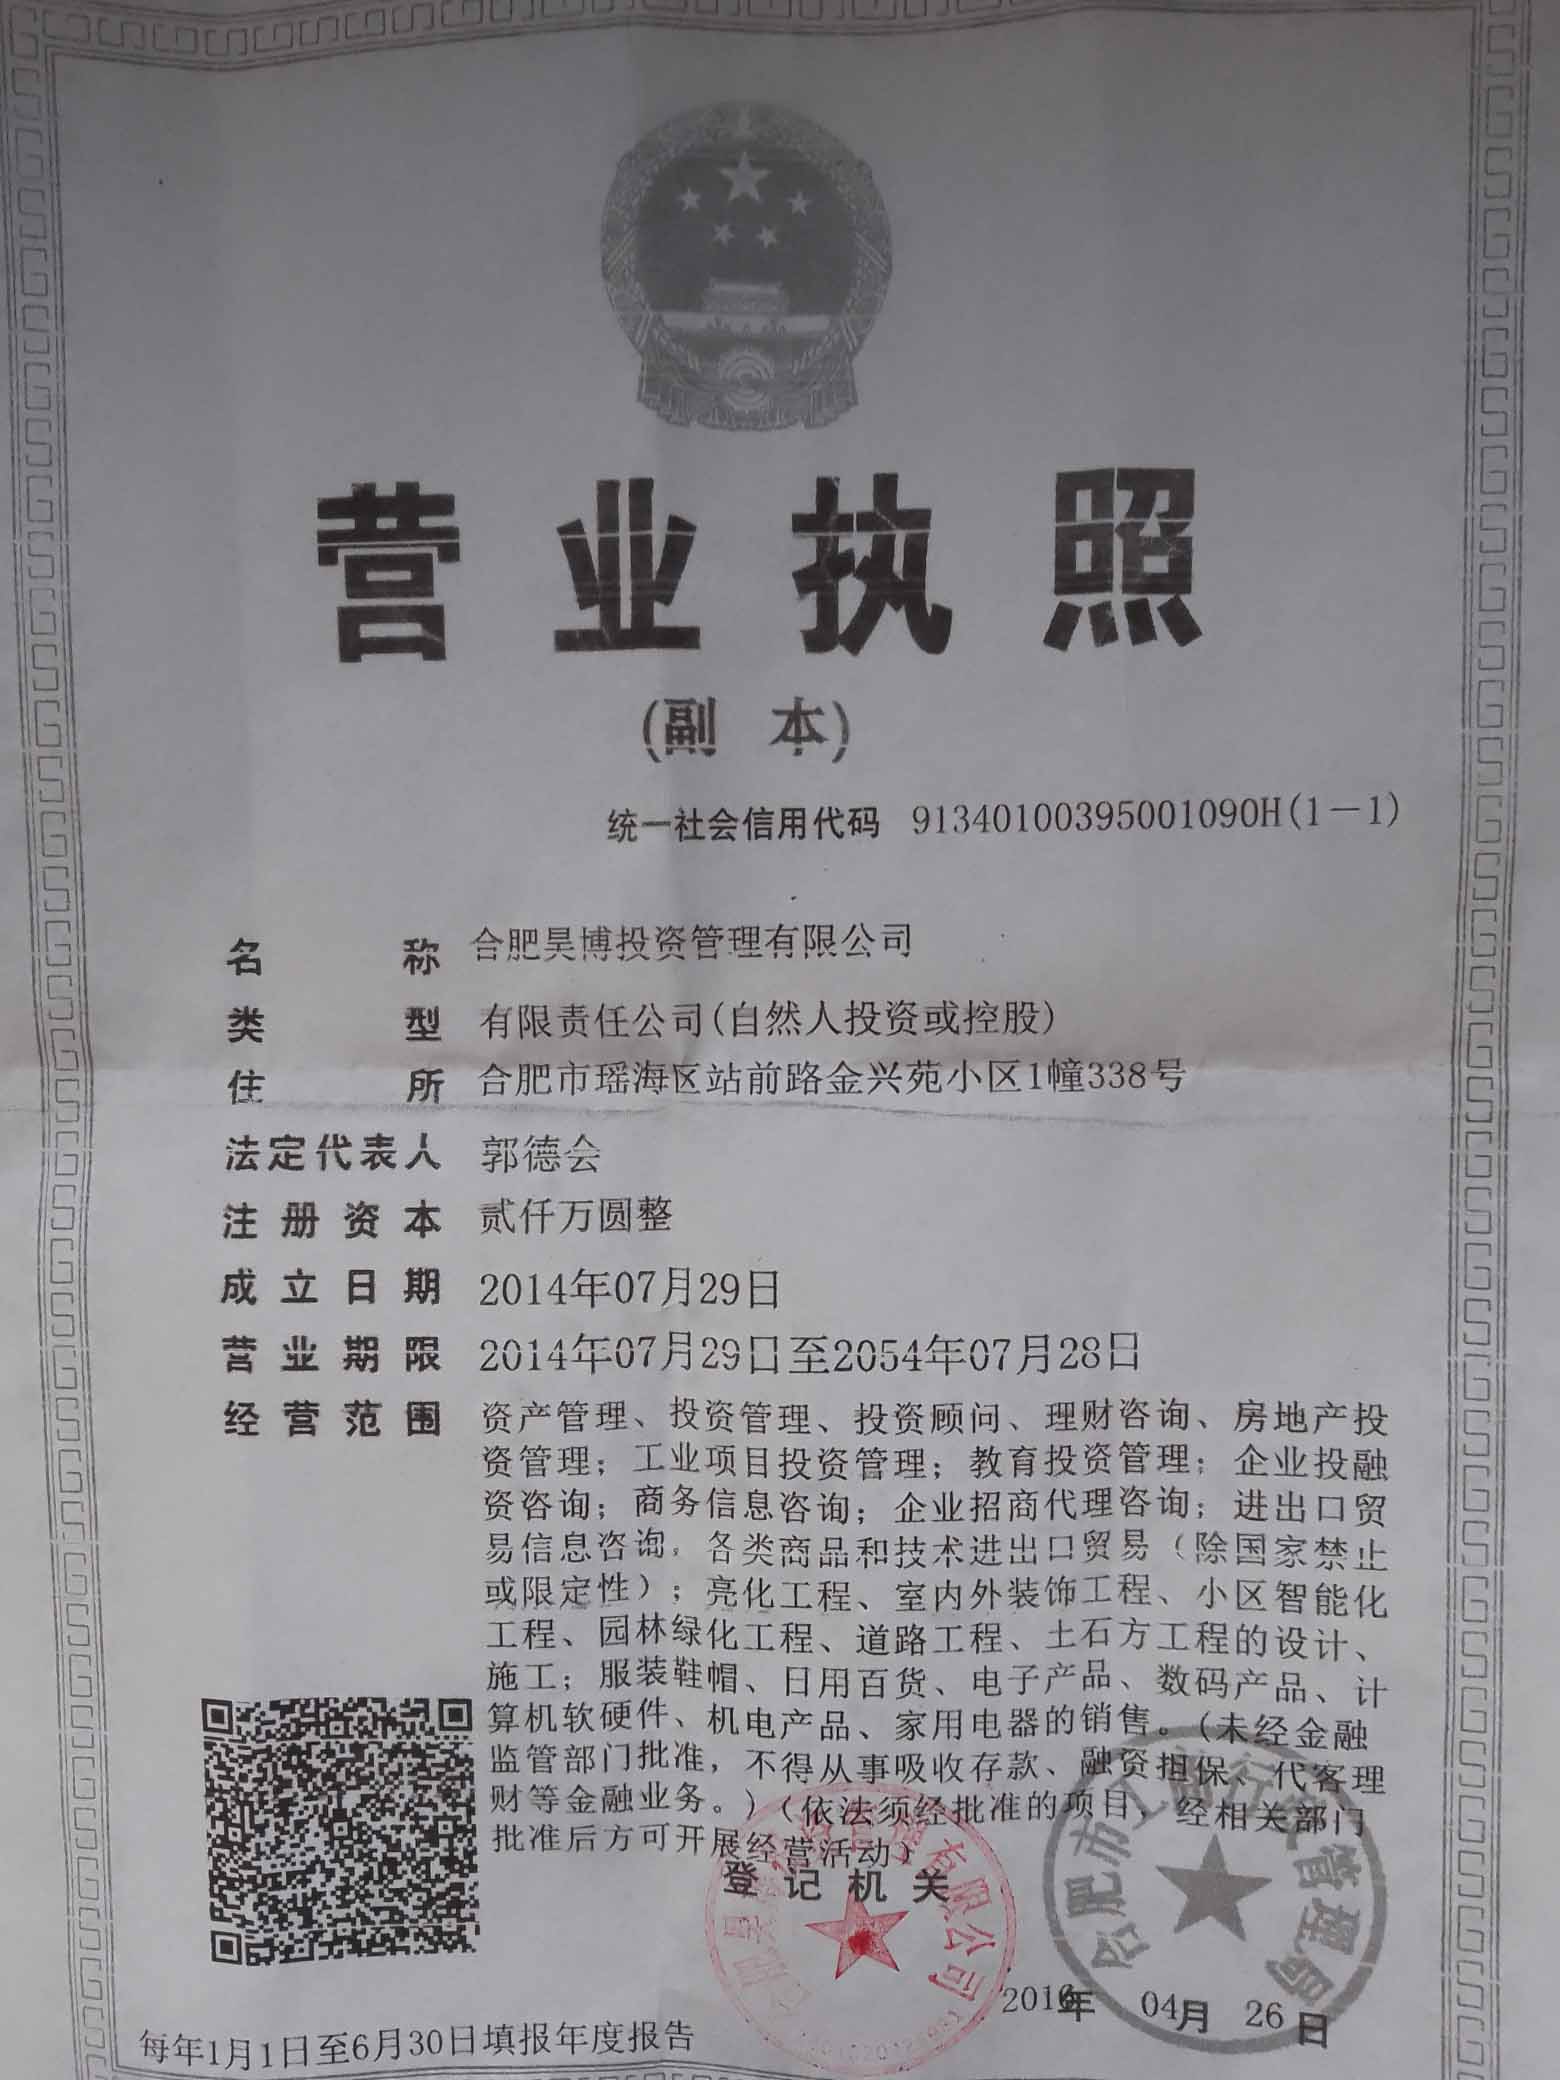 营业执照
(副 本)
统一社会信用代码 91340100395001090H(1-1)
名 称 合肥昊博投资管理有限公司
类 型 有限责任公司(自然人投资或控股)
住 所 合肥市瑶海区站前路金兴苑小区1幢338号
法定代表人 郭德会
注册资本 贰仟万圆整
成立日期 2014年07月29日
营业期限 2014年07月29日至2054年07月28日
经营范围 资产管理、投资管理、投资顾问、理财咨询、房地产投
资管理；工业项目投资管理；教育投资管理；企业投融
资咨询；商务信息咨询；企业招商代理咨询；进出口贸
易信息咨询，各类商品和技术进出口贸易（除国家禁止
或限定性）；亮化工程、室内外装饰工程、小区智能化
工程、园林绿化工程、道路工程、土石方工程的设计、
施工；服装鞋帽、日用百货、电子产品、数码产品、计
算机软硬件、机电产品、家用电器的销售。(未经金融
监管部门批准，不得从事吸收存款、融资担保、代客理
财等金融业务。)(依法须经批准的项目，经相关部门
批准后方可开展经营活动)
登记机关
合肥市工商行政管理局
2016年 04月 26日
每年1月1日至6月30日填报年度报告